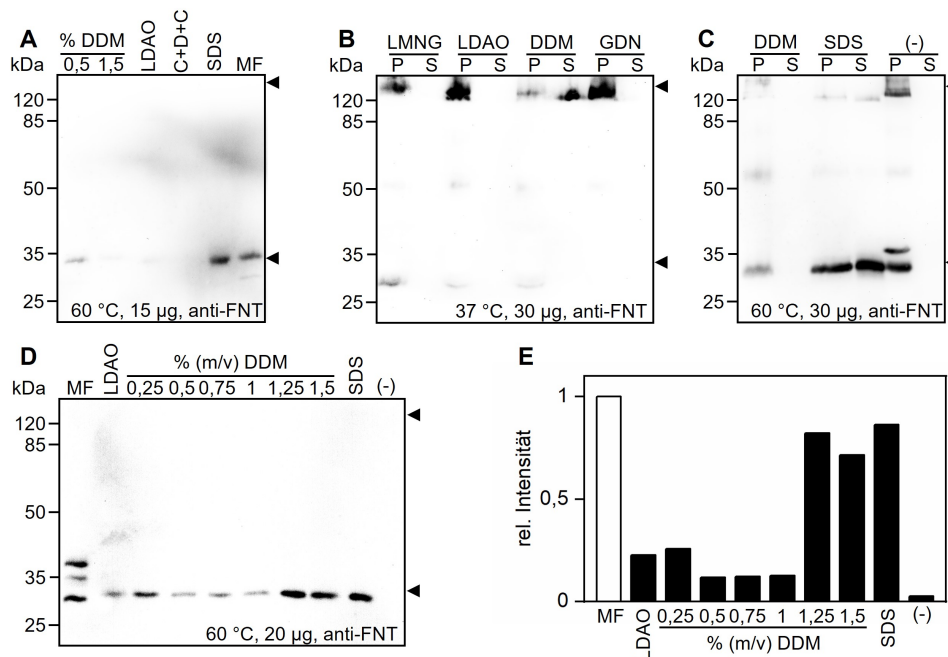 A
% DDM
LDAO
C+D+C
SDS
kDa
0,5 1,5
MF
120
85
50
35
25
60 °C, 15 µg, anti-FNT
B
LMNG LDAO DDM GDN
kDa
P S P S P S P S
120
85
50
35
25
37 °C, 30 µg, anti-FNT
C
DDM SDS (-)
kDa
P S P S P S
120
85
50
35
25
60 °C, 30 µg, anti-FNT
D
LDAO
% (m/v) DDM
SDS
kDa
MF
0,25 0,5 0,75 1 1,25 1,5
(-)
120
85
50
35
25
60 °C, 20 µg, anti-FNT
E
rel. Intensität
1
0,5
0
MF
LDAO
0,25 0,5 0,75 1 1,25 1,5
SDS
(-)
% (m/v) DDM